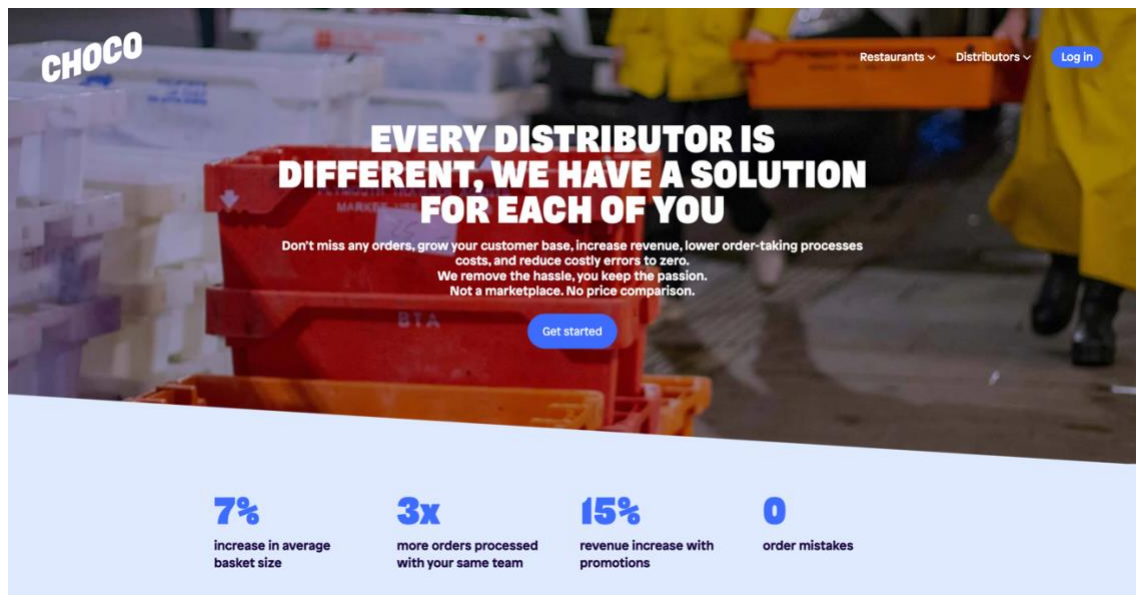 CHOCO
Restaurants
Distributors
Log in
EVERY DISTRIBUTOR IS
DIFFERENT, WE HAVE A SOLUTION
FOR EACH OF YOU
Don't miss any orders, grow your customer base, increase revenue, lower order-taking processes
costs, and reduce costly errors to zero.
We remove the hassle, you keep the passion.
Not a marketplace. No price comparison.
BTA
Get started
7%
increase in average
basket size
3x
more orders processed
with your same team
15%
revenue increase with
promotions
0
order mistakes